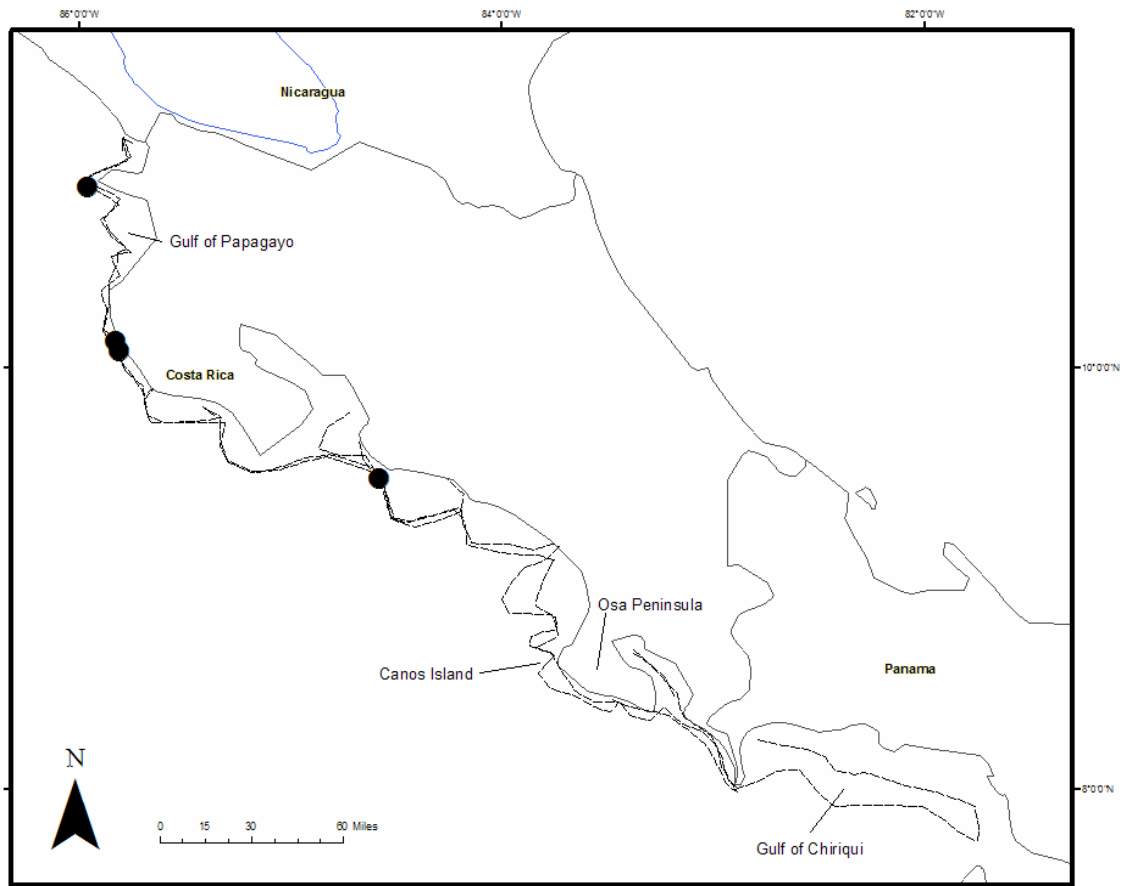 86°0'0"W
84°0'0"W
82°0'0"W
Nicaragua
Gulf of Papagayo
10°0'0"N
Costa Rica
Osa Peninsula
Canos Island
Panama
N
8°0'0"N
0 15 30 60 Miles
Gulf of Chiriqui